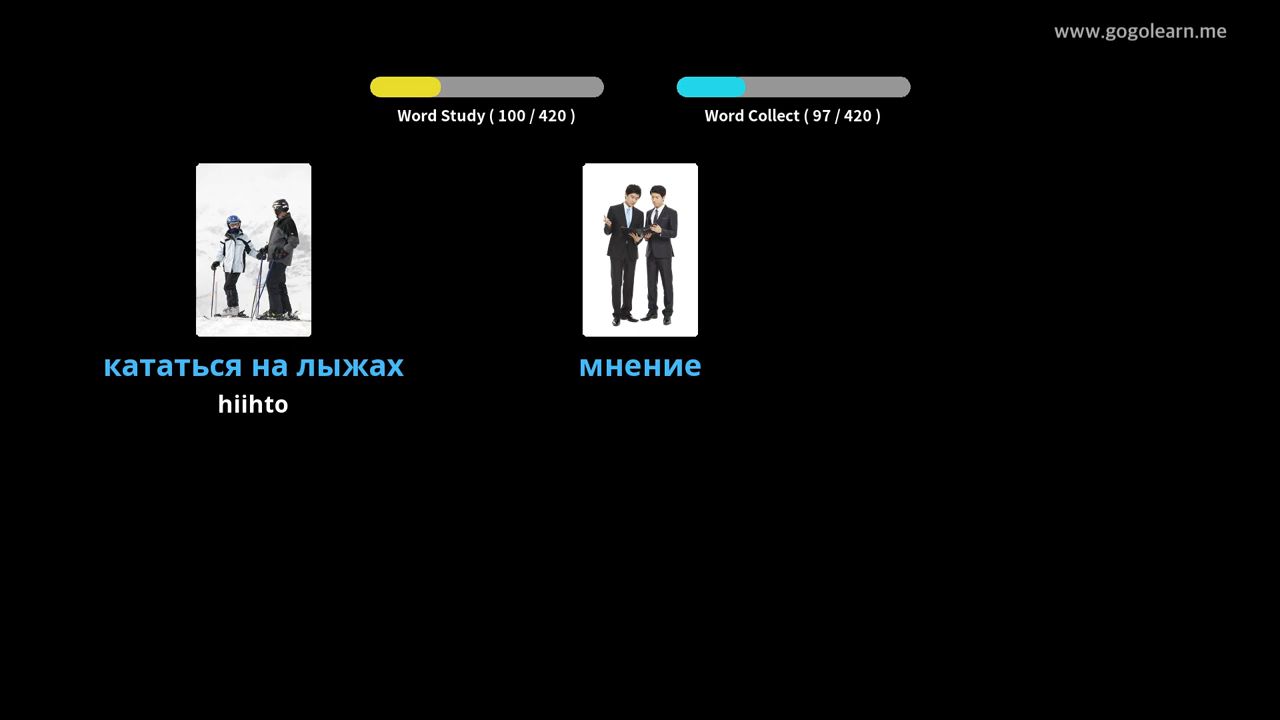 www.gogolearn.me
Word Study ( 100 / 420 )
Word Collect ( 97 / 420 )
кататься на лыжах
hiihto
мнение